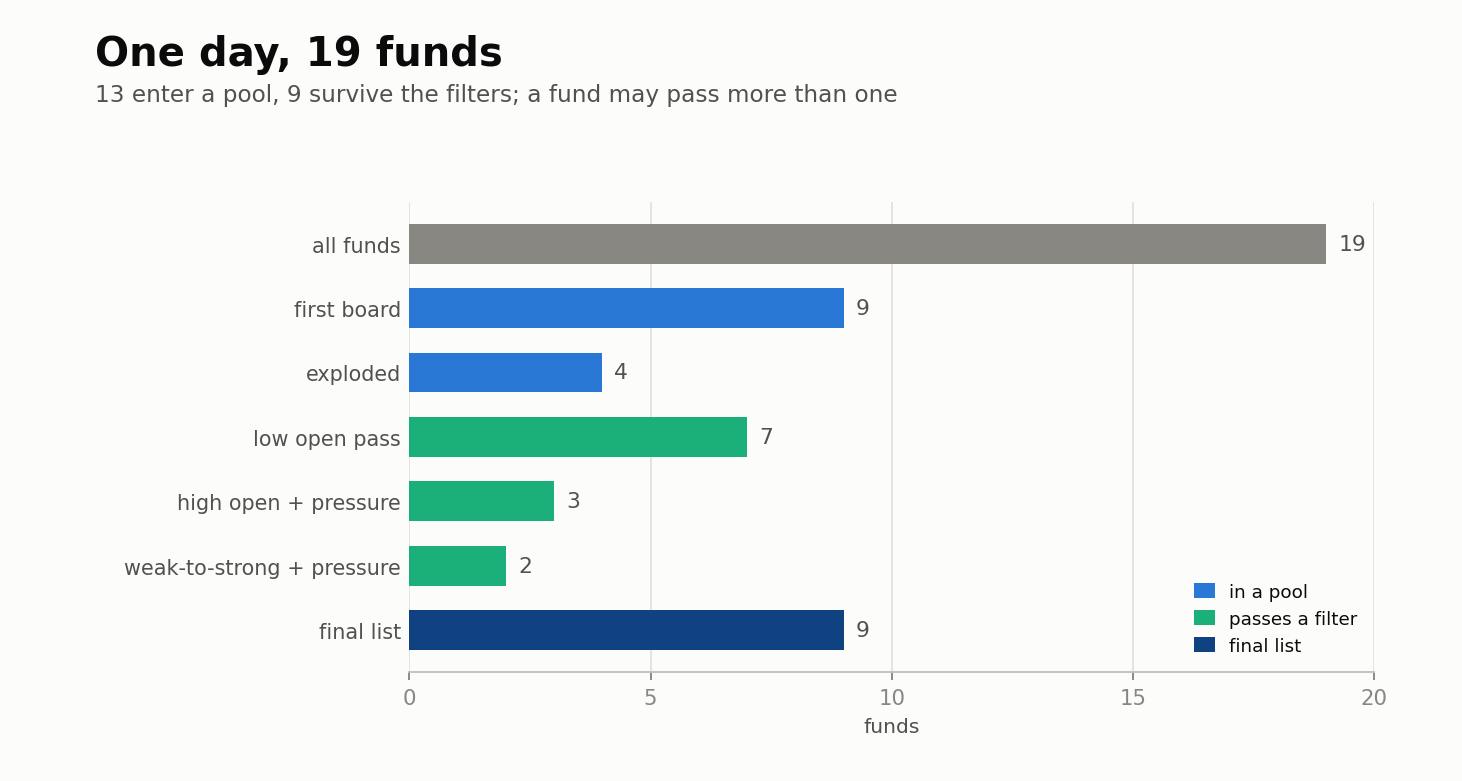 One day, 19 funds
13 enter a pool, 9 survive the filters; a fund may pass more than one
all funds 19
first board 9
exploded 4
low open pass 7
high open + pressure 3
weak-to-strong + pressure 2
final list 9
in a pool
passes a filter
final list
0 5 10 15 20
funds